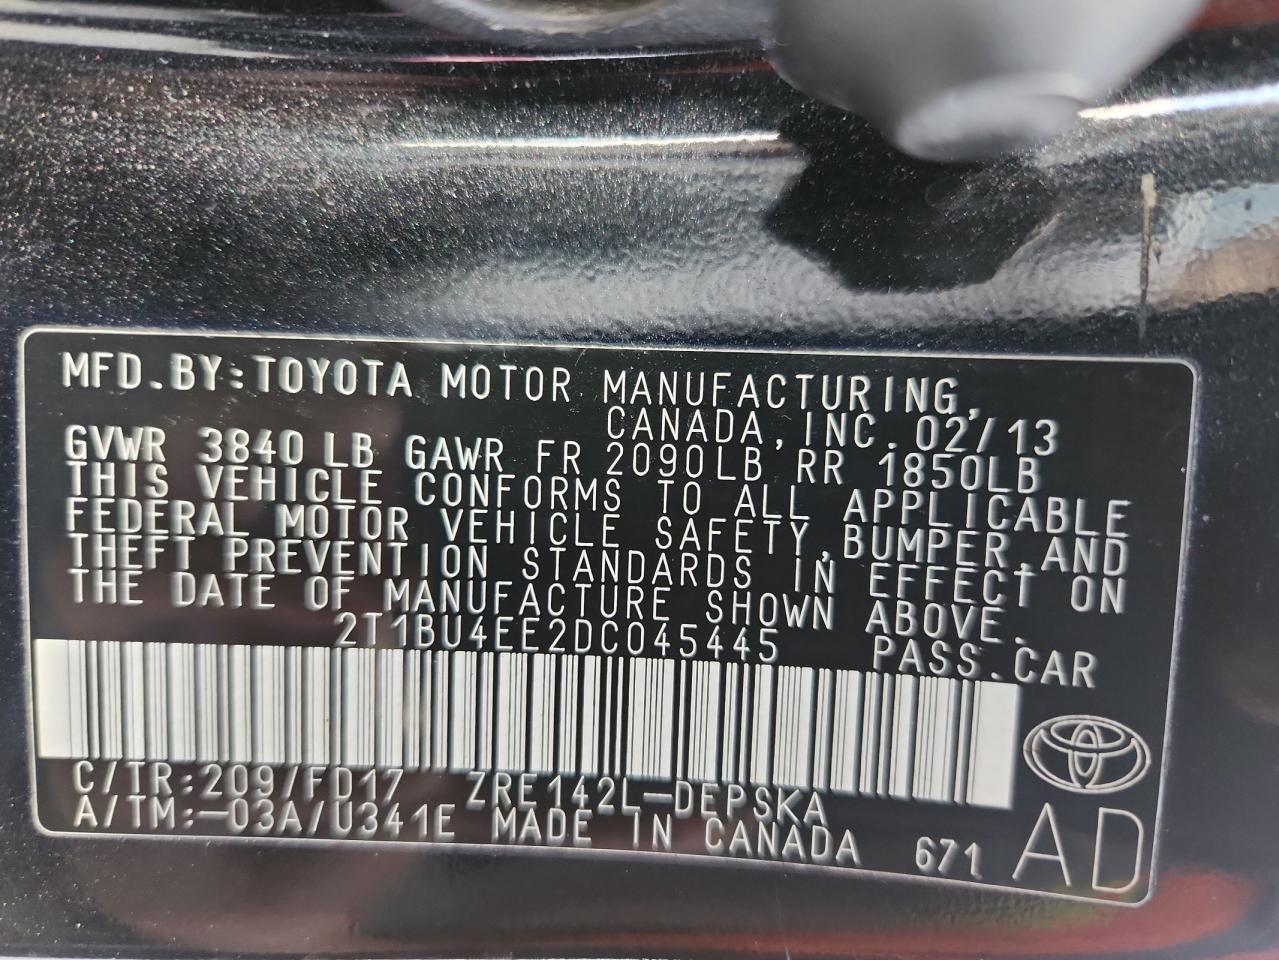 MFD.BY:TOYOTA MOTOR MANUFACTURING,
CANADA,INC. 02/13
GVWR 3840 LB GAWR FR 2090LB RR 1850LB
THIS VEHICLE CONFORMS TO ALL APPLICABLE
FEDERAL MOTOR VEHICLE SAFETY,BUMPER,AND
THEFT PREVENTION STANDARDS IN EFFECT ON
THE DATE OF MANUFACTURE SHOWN ABOVE.
2T1BU4EE2DC045445 PASS.CAR
C/TR:209/FD17 ZRE142L-DEPSKA
A/TM:-03A/U341E MADE IN CANADA 671 AD